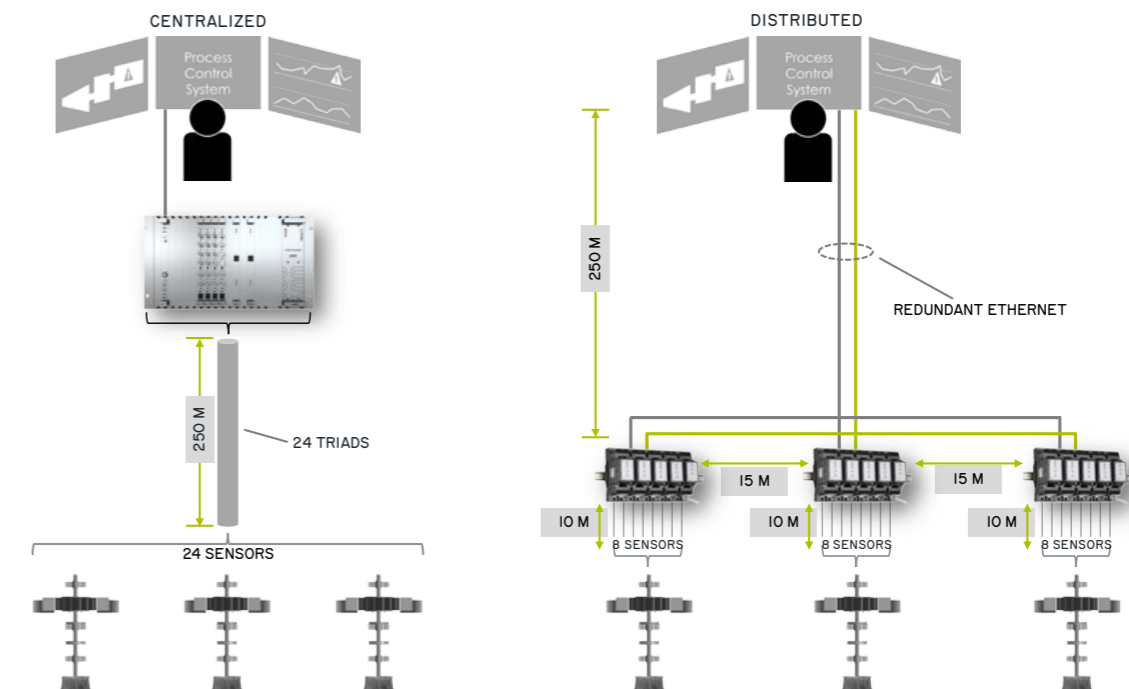 CENTRALIZED
Process
Control
System
250 M
24 TRIADS
24 SENSORS
DISTRIBUTED
Process
Control
System
250 M
REDUNDANT ETHERNET
15 M
15 M
10 M
10 M
10 M
8 SENSORS
8 SENSORS
8 SENSORS